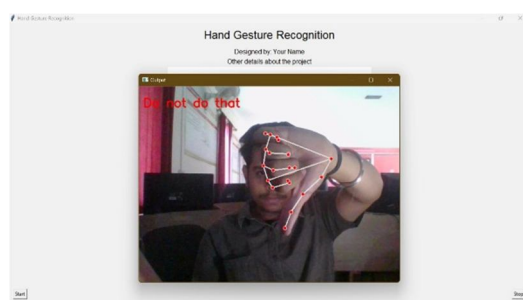 Hand Gesture Recognition
Hand Gesture Recognition
Designed by: Your Name
Other details about the project
Output
Do not do that
Start
Stop